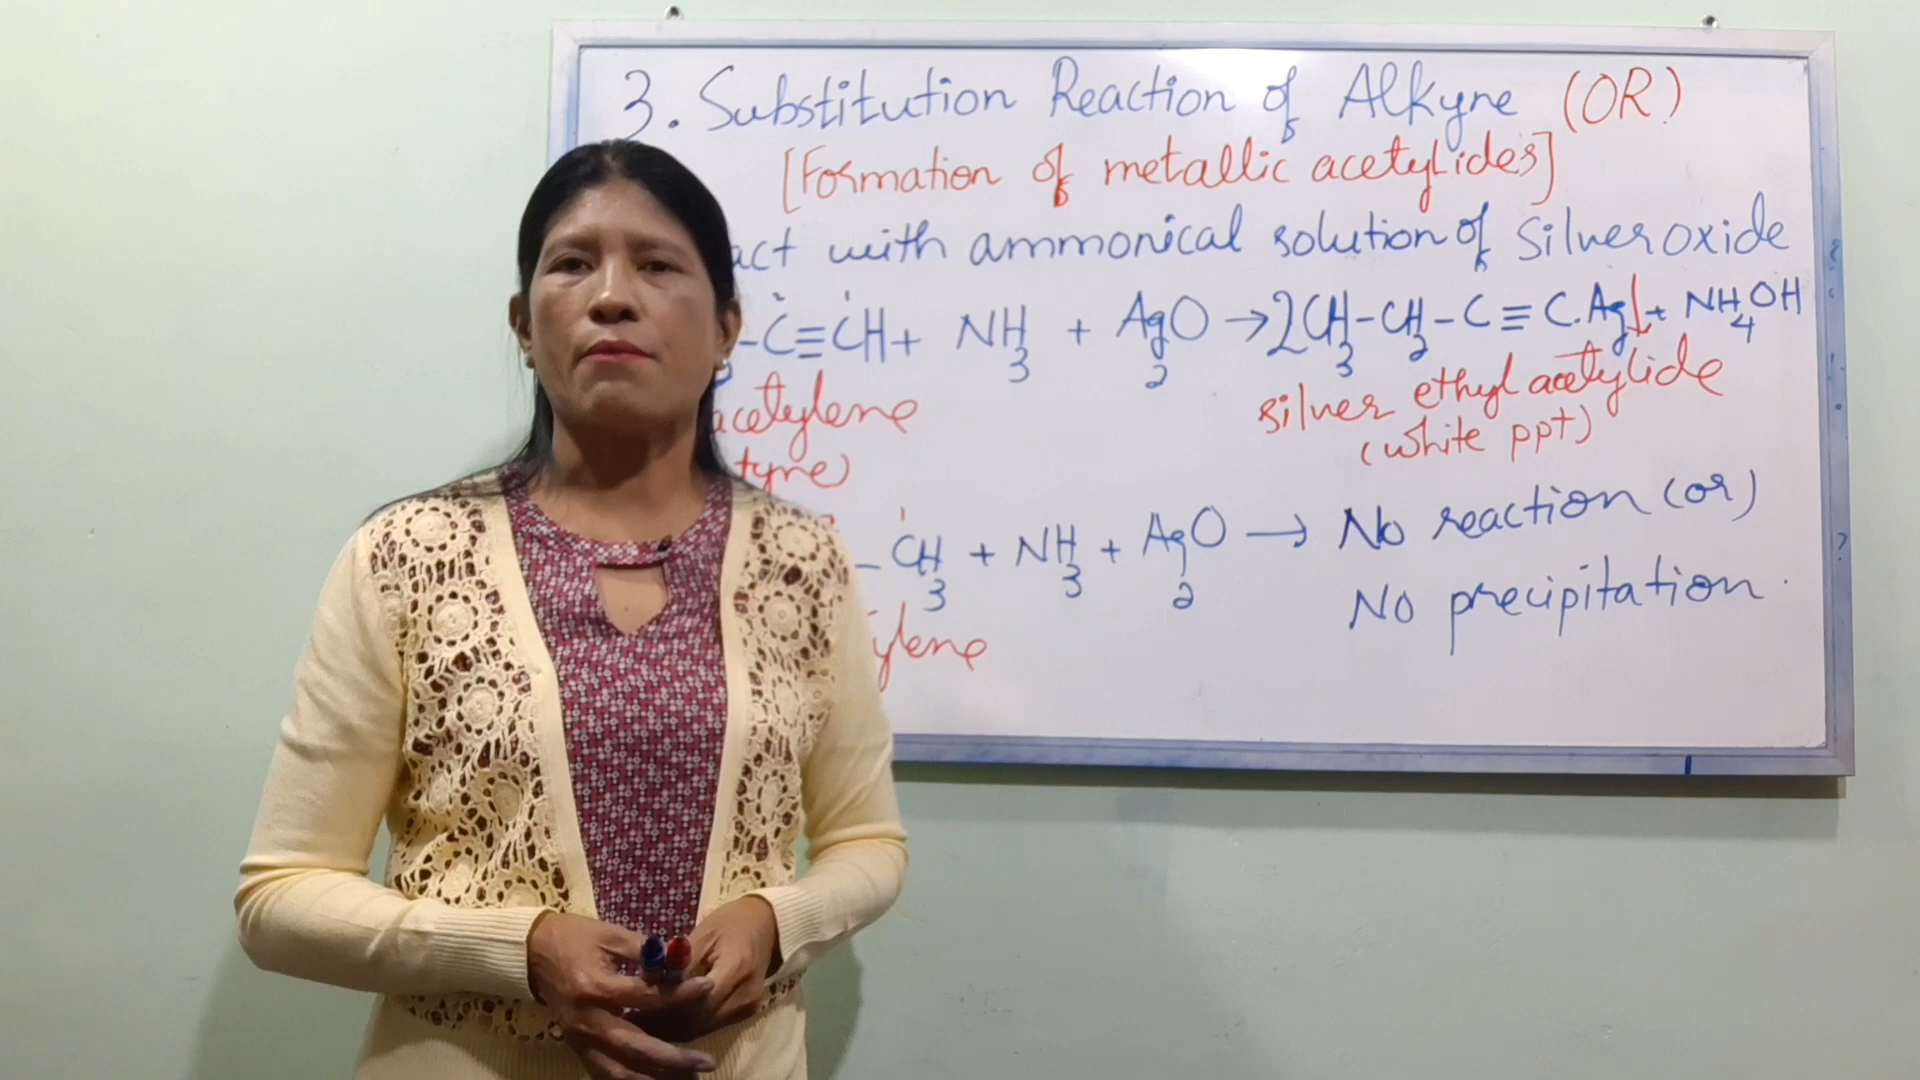 3. Substitution Reaction of Alkyne (OR)
[Formation of metallic acetylides]
act with ammonical solution of Silver oxide
-C≡CH + NH3 + Ag2O → 2CH3-CH2-C≡C.Ag↓ + NH4OH
acetylene silver ethyl acetylide
tyne) (white ppt)
- CH3 + NH3 + Ag2O → No reaction (or)
No precipitation.
ylene